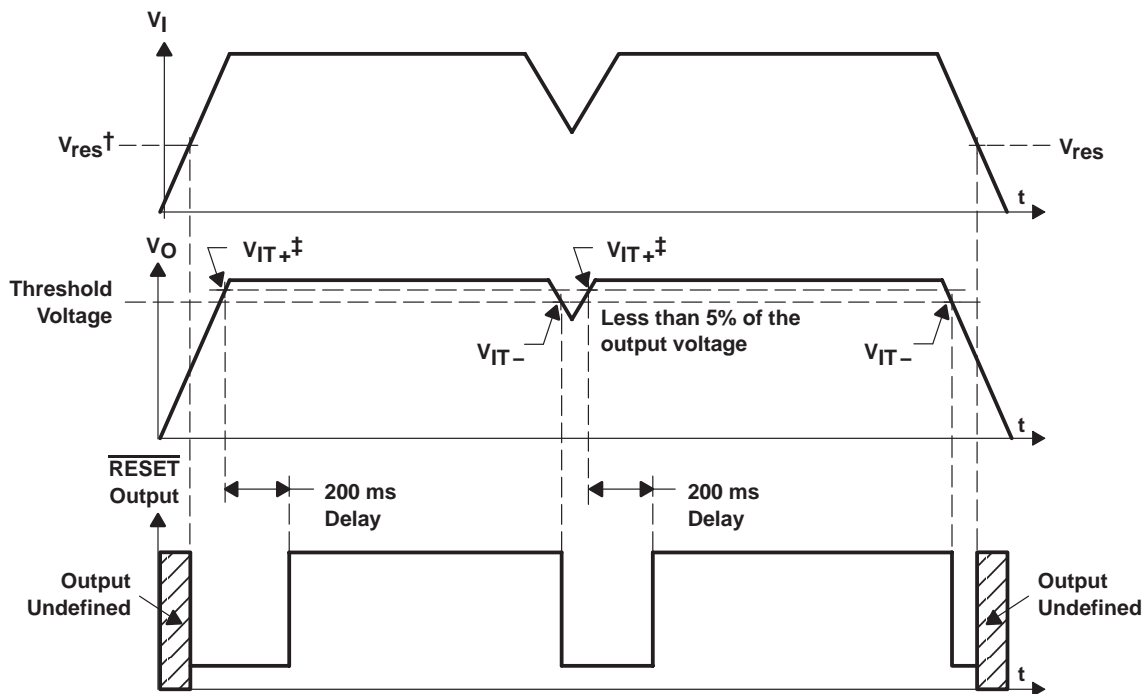 VI
Vres†
Vres
t
VO
VIT+‡
VIT+‡
Threshold
Voltage
Less than 5% of the
output voltage
VIT–
VIT–
t
RESET
Output
200 ms
Delay
200 ms
Delay
Output
Undefined
Output
Undefined
t